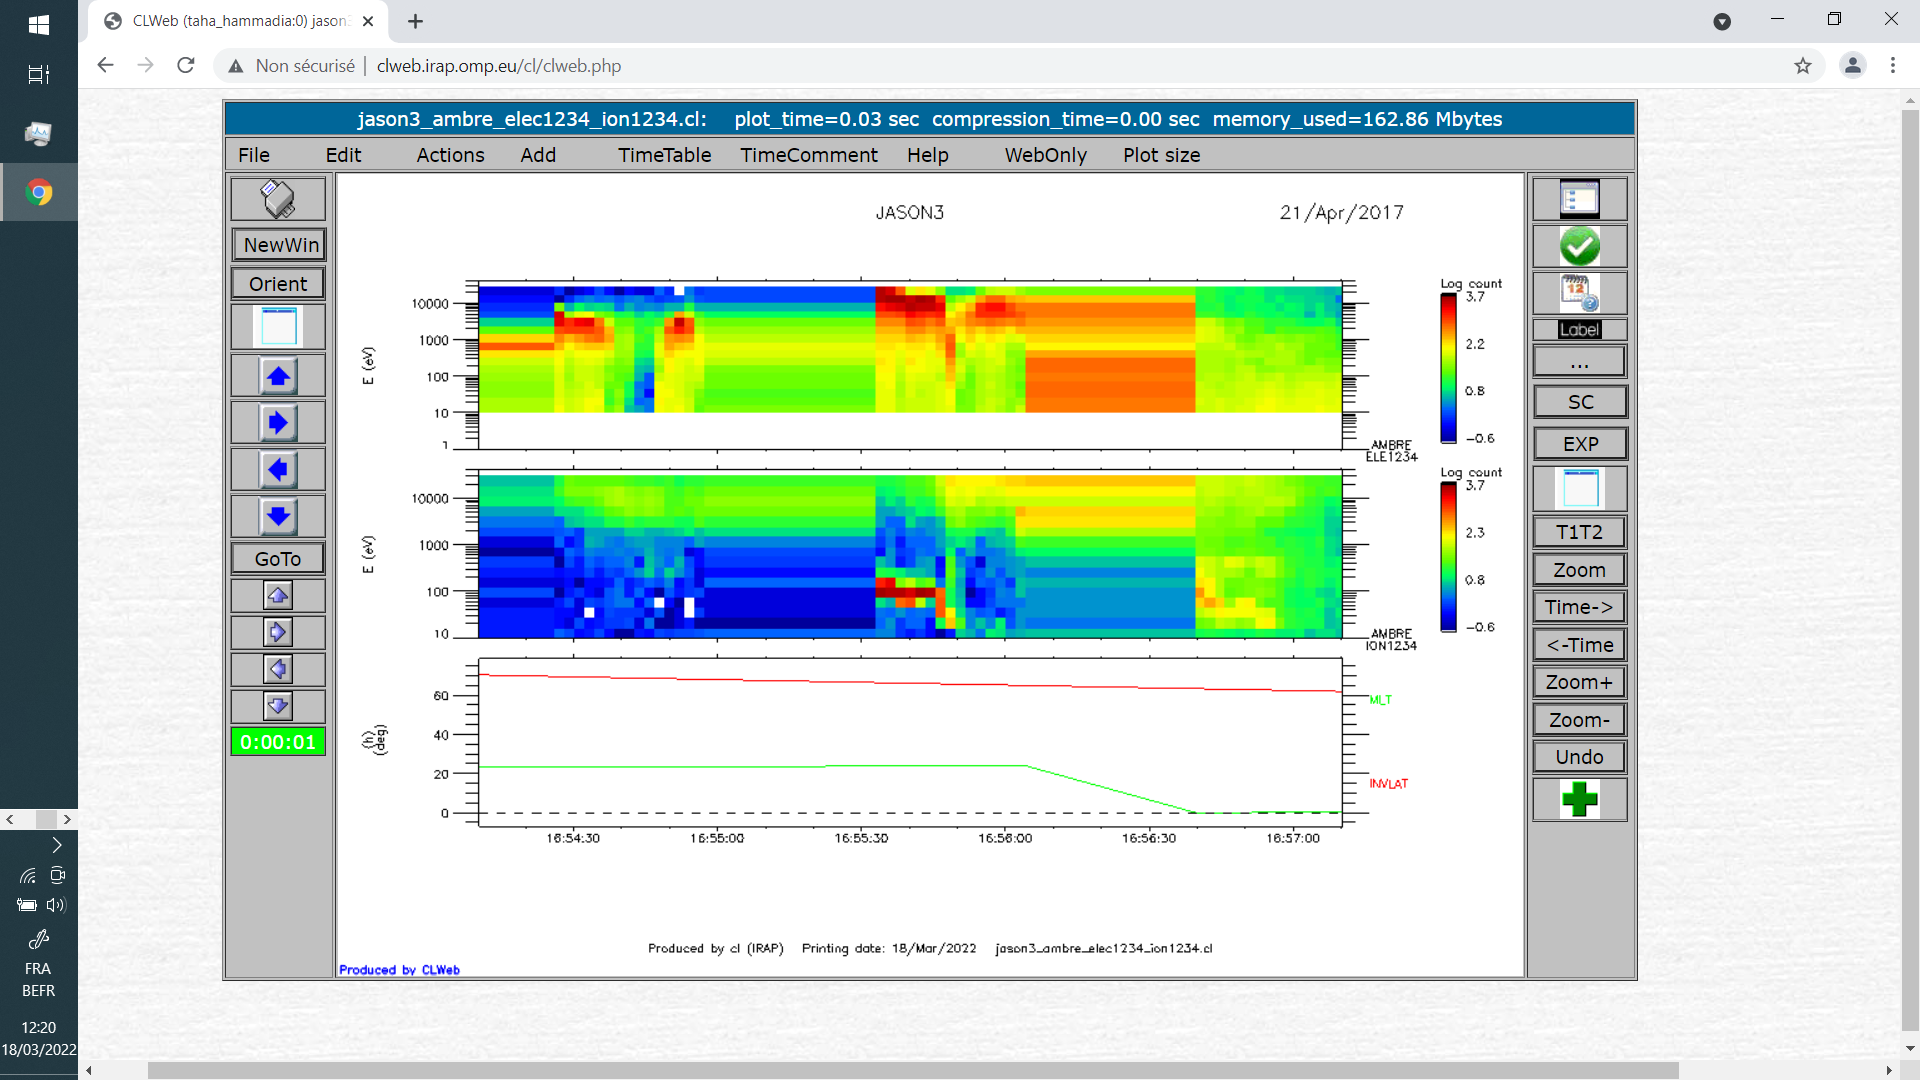 CLWeb (taha_hammadia:0) jason3
Non sécurisé | clweb.irap.omp.eu/cl/clweb.php
jason3_ambre_elec1234_ion1234.cl: plot_time=0.03 sec compression_time=0.00 sec memory_used=162.86 Mbytes
File Edit Actions Add TimeTable TimeComment Help WebOnly Plot size
NewWin
Orient
GoTo
0:00:01
JASON3 21/Apr/2017
10000
1000
100
10
1
E (eV)
Log count
3.7
2.2
0.8
-0.6
AMBRE
ELE1234
10000
1000
100
10
E (eV)
Log count
3.7
2.3
0.8
-0.6
AMBRE
ION1234
60
40
20
0
(h)
(deg)
MLT
INVLAT
16:54:30 16:55:00 16:55:30 16:56:00 16:56:30 16:57:00
Produced by cl (IRAP) Printing date: 18/Mar/2022 jason3_ambre_elec1234_ion1234.cl
Produced by CLWeb
12
Label
...
SC
EXP
T1T2
Zoom
Time->
<-Time
Zoom+
Zoom-
Undo
FRA
BEFR
12:20
18/03/2022